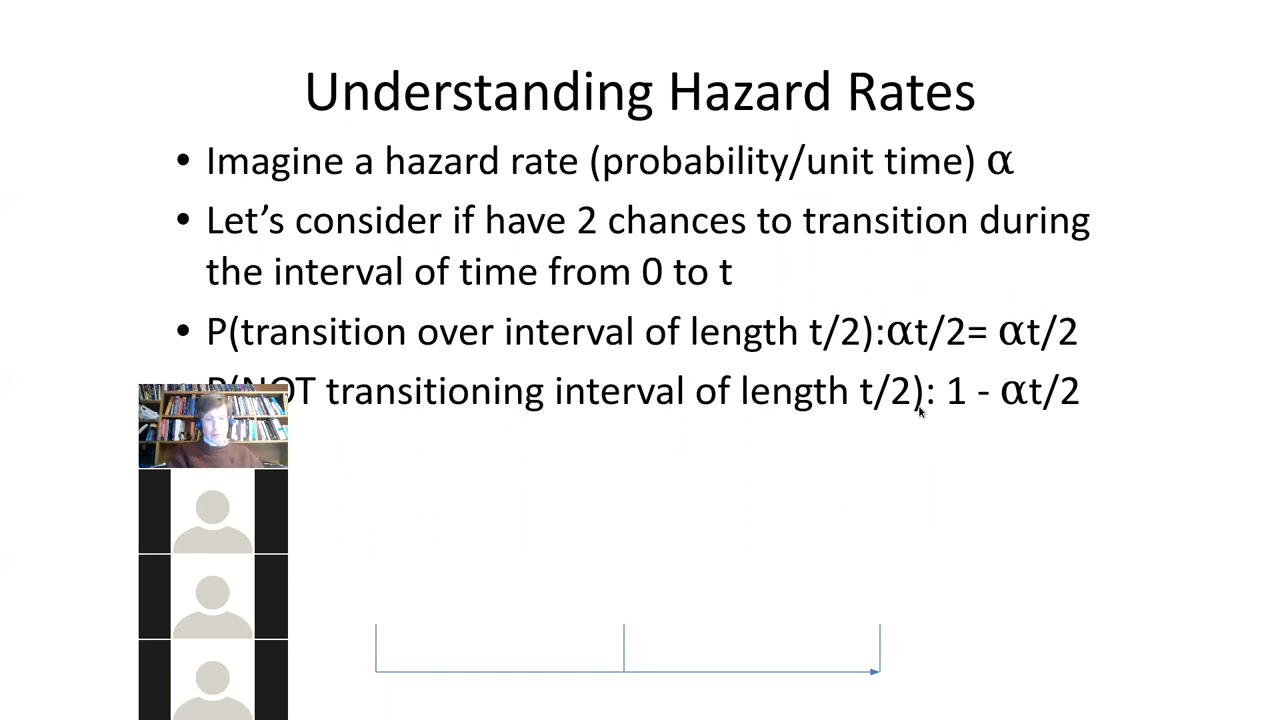 Understanding Hazard Rates
• Imagine a hazard rate (probability/unit time) α
• Let’s consider if have 2 chances to transition during
the interval of time from 0 to t
• P(transition over interval of length t/2):αt/2= αt/2
P(NOT transitioning interval of length t/2): 1 - αt/2